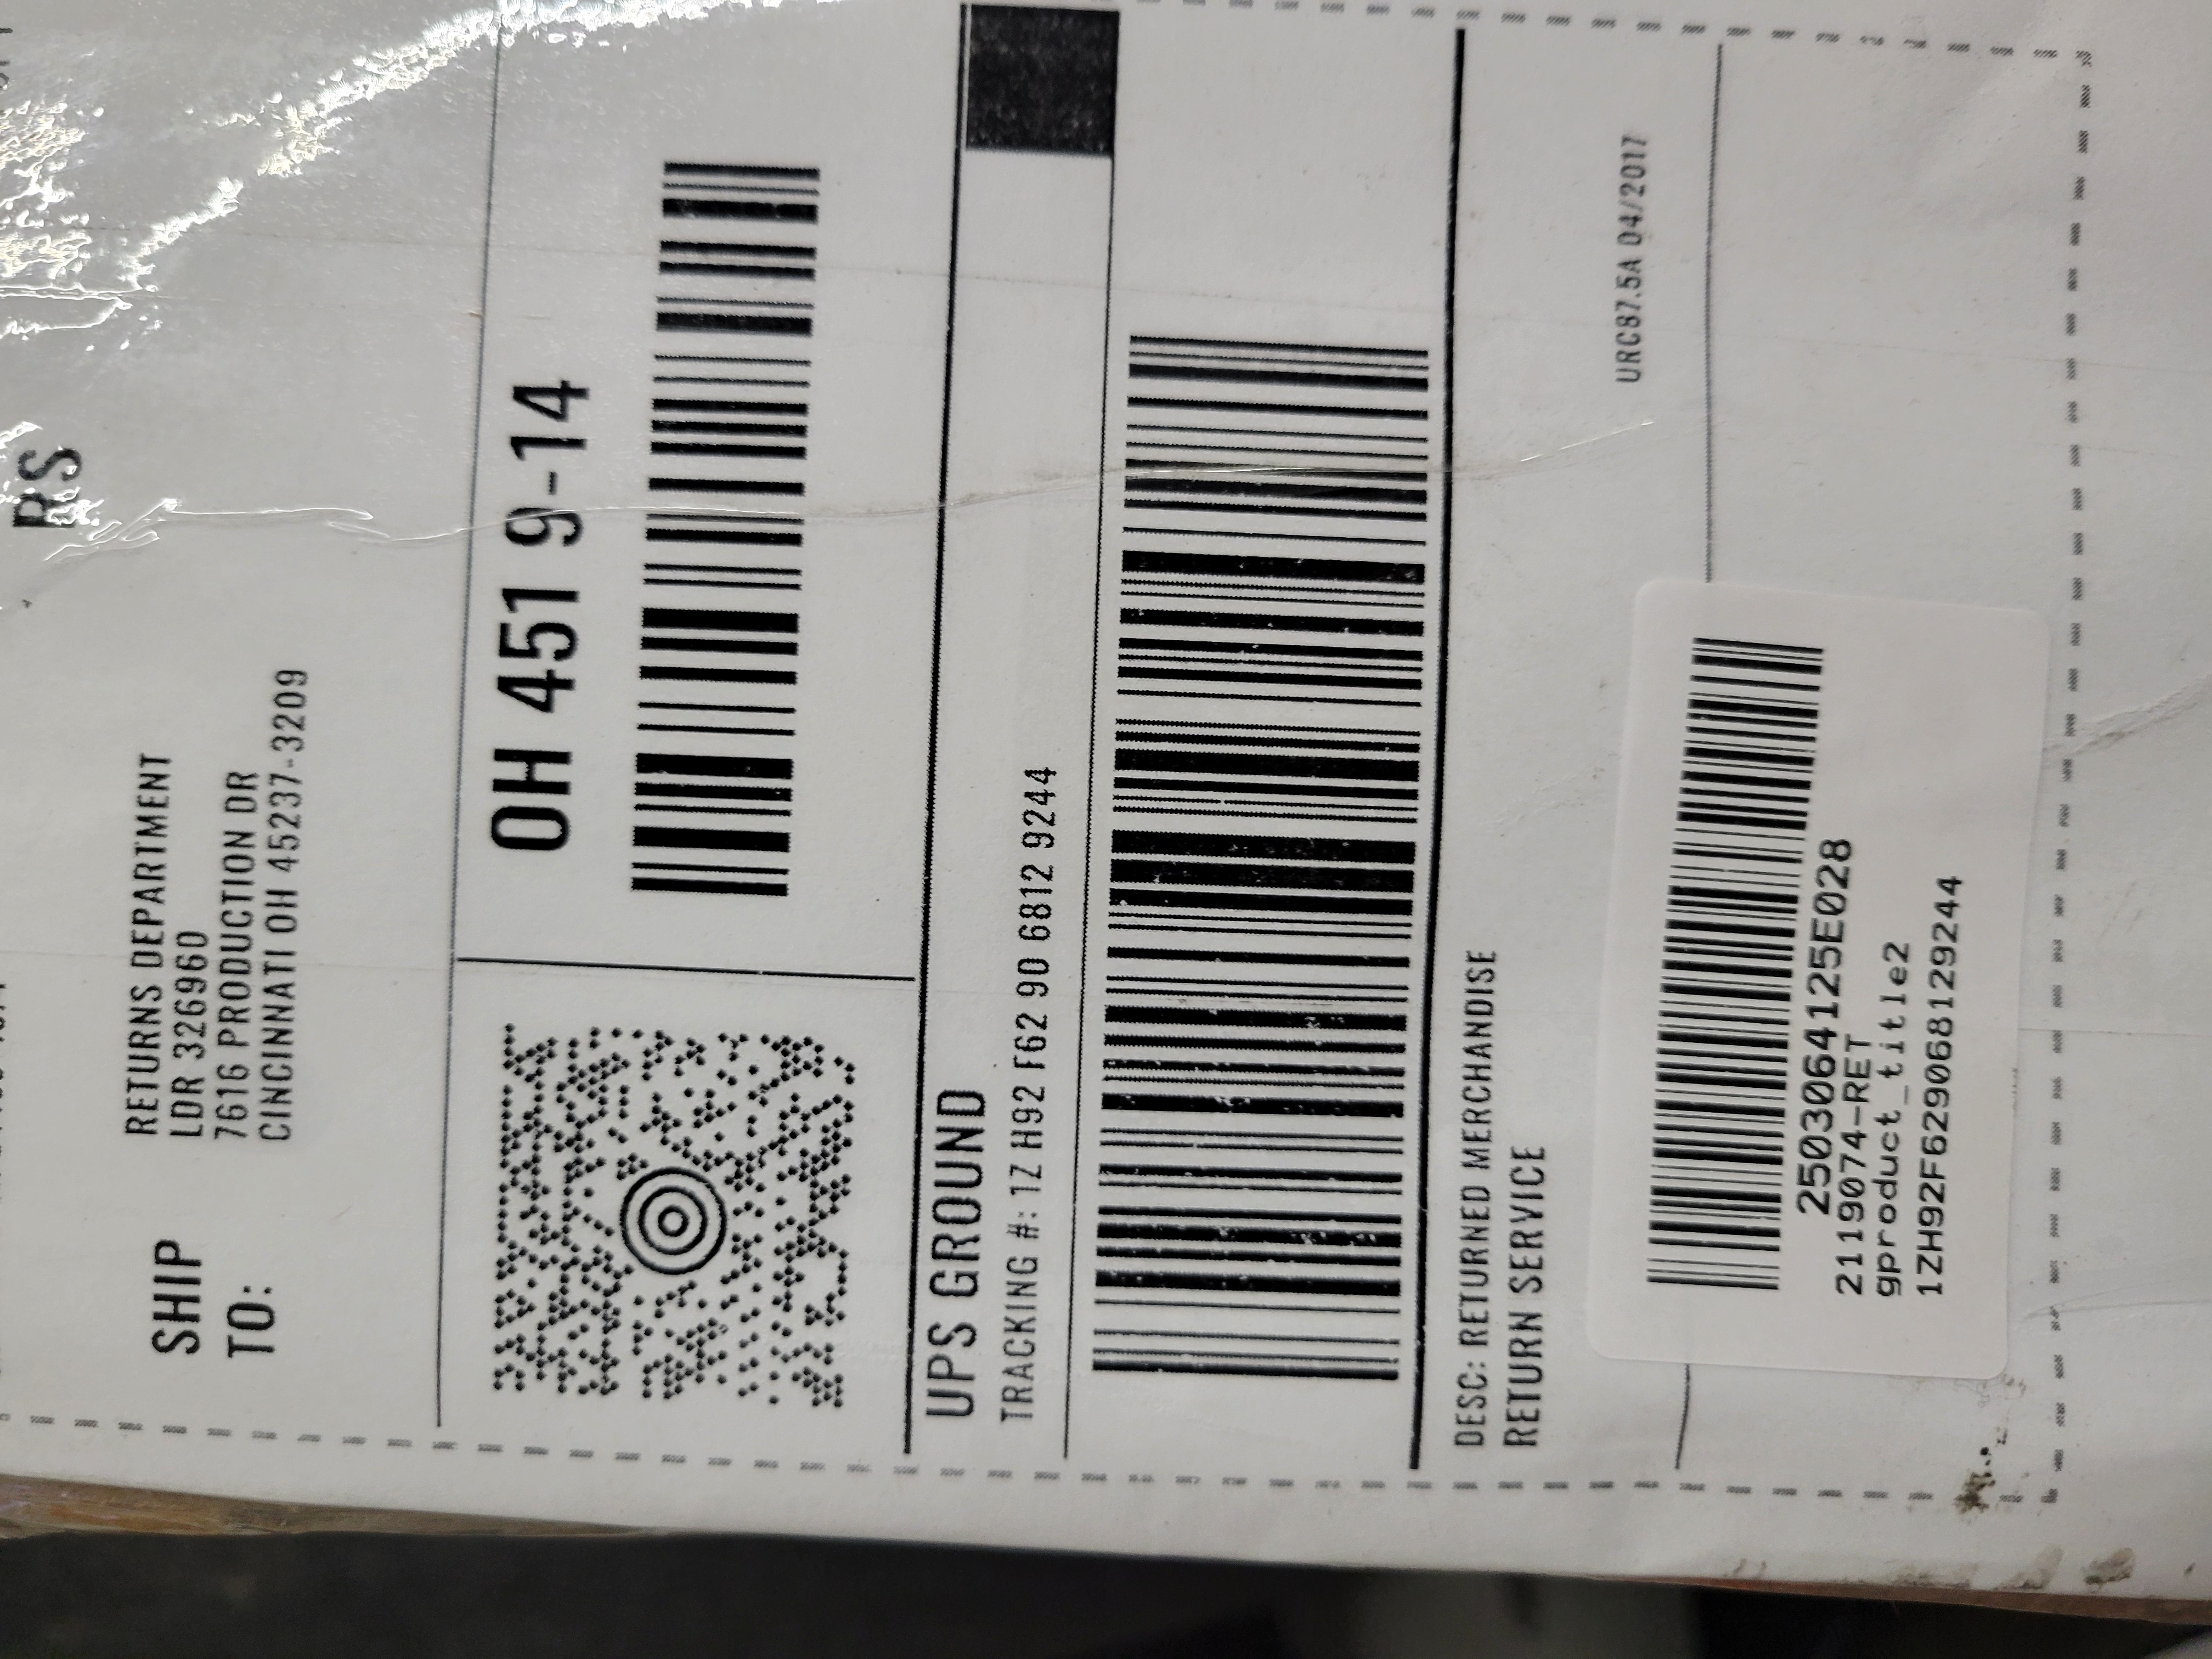 RS
SHIP
TO:
RETURNS DEPARTMENT
LDR 326960
7616 PRODUCTION DR
CINCINNATI OH 45237-3209
OH 451 9-14
UPS GROUND
TRACKING #: 1Z H92 F62 90 6812 9244
DESC: RETURNED MERCHANDISE
RETURN SERVICE
URC87.5A 04/2017
25030064125E028
2119074-RET
gproduct_title2
1ZH92F629068129244